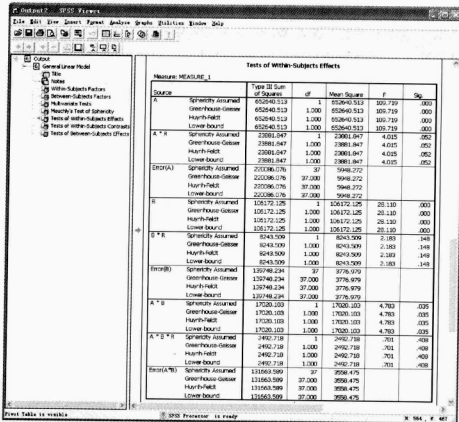 Output2 - SPSS Viewer
File Edit View Insert Format Analyze Graphs Utilities Window Help
Output
General Linear Model
Title
Notes
Within-Subjects Factors
Between-Subjects Factors
Multivariate Tests
Mauchly's Test of Sphericity
Tests of Within-Subjects Effects
Tests of Within-Subjects Contrasts
Tests of Between-Subjects Effects
Tests of Within-Subjects Effects
Measure: MEASURE_1
Source Type III Sum of Squares df Mean Square F Sig.
A Sphericity Assumed 652640.513 1 652640.513 109.719 .000
Greenhouse-Geisser 652640.513 1.000 652640.513 109.719 .000
Huynh-Feldt 652640.513 1.000 652640.513 109.719 .000
Lower-bound 652640.513 1.000 652640.513 109.719 .000
A * R Sphericity Assumed 23881.847 1 23881.847 4.015 .052
Greenhouse-Geisser 23881.847 1.000 23881.847 4.015 .052
Huynh-Feldt 23881.847 1.000 23881.847 4.015 .052
Lower-bound 23881.847 1.000 23881.847 4.015 .052
Error(A) Sphericity Assumed 220086.076 37 5948.272
Greenhouse-Geisser 220086.076 37.000 5948.272
Huynh-Feldt 220086.076 37.000 5948.272
Lower-bound 220086.076 37.000 5948.272
B Sphericity Assumed 106172.125 1 106172.125 28.110 .000
Greenhouse-Geisser 106172.125 1.000 106172.125 28.110 .000
Huynh-Feldt 106172.125 1.000 106172.125 28.110 .000
Lower-bound 106172.125 1.000 106172.125 28.110 .000
B * R Sphericity Assumed 8243.509 1 8243.509 2.183 .148
Greenhouse-Geisser 8243.509 1.000 8243.509 2.183 .148
Huynh-Feldt 8243.509 1.000 8243.509 2.183 .148
Lower-bound 8243.509 1.000 8243.509 2.183 .148
Error(B) Sphericity Assumed 139748.234 37 3776.979
Greenhouse-Geisser 139748.234 37.000 3776.979
Huynh-Feldt 139748.234 37.000 3776.979
Lower-bound 139748.234 37.000 3776.979
A * B Sphericity Assumed 17020.103 1 17020.103 4.783 .035
Greenhouse-Geisser 17020.103 1.000 17020.103 4.783 .035
Huynh-Feldt 17020.103 1.000 17020.103 4.783 .035
Lower-bound 17020.103 1.000 17020.103 4.783 .035
A * B * R Sphericity Assumed 2492.718 1 2492.718 .701 .408
Greenhouse-Geisser 2492.718 1.000 2492.718 .701 .408
Huynh-Feldt 2492.718 1.000 2492.718 .701 .408
Lower-bound 2492.718 1.000 2492.718 .701 .408
Error(A*B) Sphericity Assumed 131663.589 37 3558.475
Greenhouse-Geisser 131663.589 37.000 3558.475
Huynh-Feldt 131663.589 37.000 3558.475
Lower-bound 131663.589 37.000 3558.475
Pivot Table is visible
SPSS Processor is ready